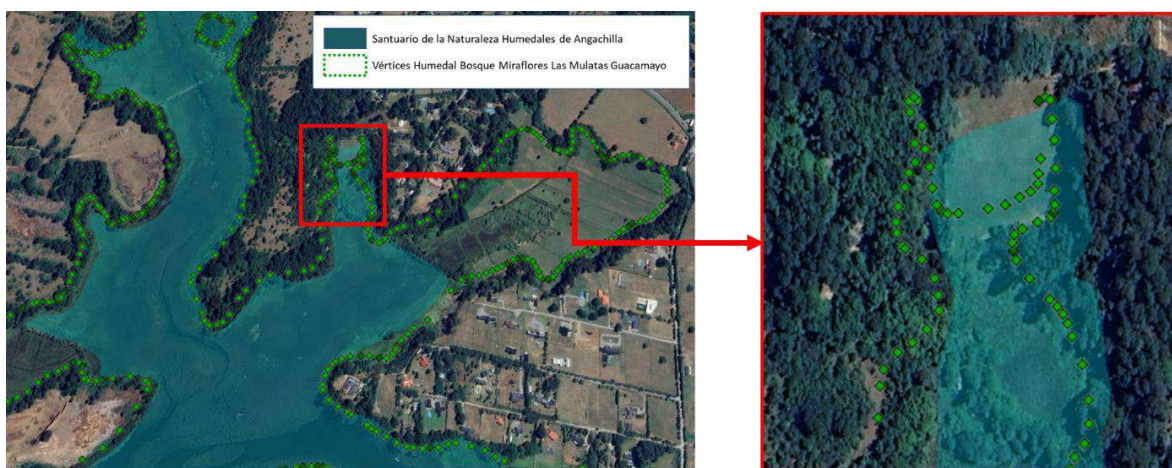 Santuario de la Naturaleza Humedales de Angachilla
Vértices Humedal Bosque Miraflores Las Mulatas Guacamayo